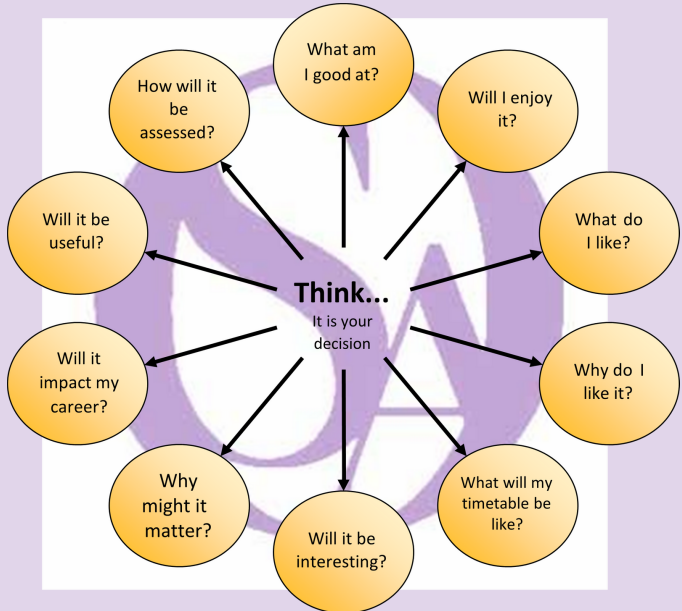 What am
I good at?
Will I enjoy
it?
What do
I like?
Why do I
like it?
What will my
timetable be
like?
Will it be
interesting?
Why
might it
matter?
Will it
impact my
career?
Will it be
useful?
How will it
be
assessed?
Think...
It is your
decision